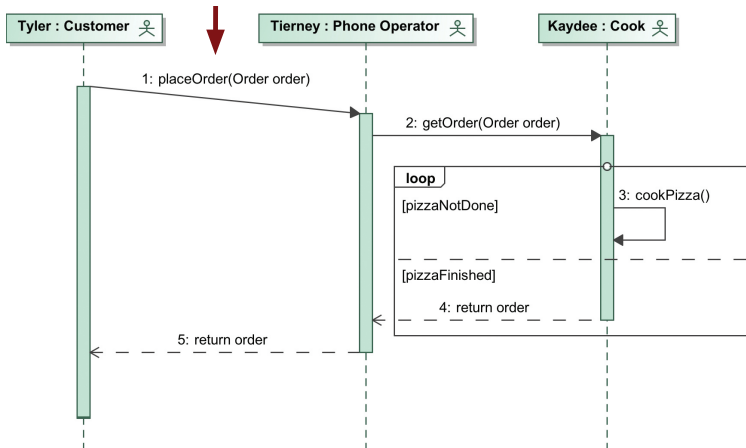 Tyler : Customer
Tierney : Phone Operator
Kaydee : Cook
1: placeOrder(Order order)
2: getOrder(Order order)
loop
[pizzaNotDone]
3: cookPizza()
[pizzaFinished]
4: return order
5: return order